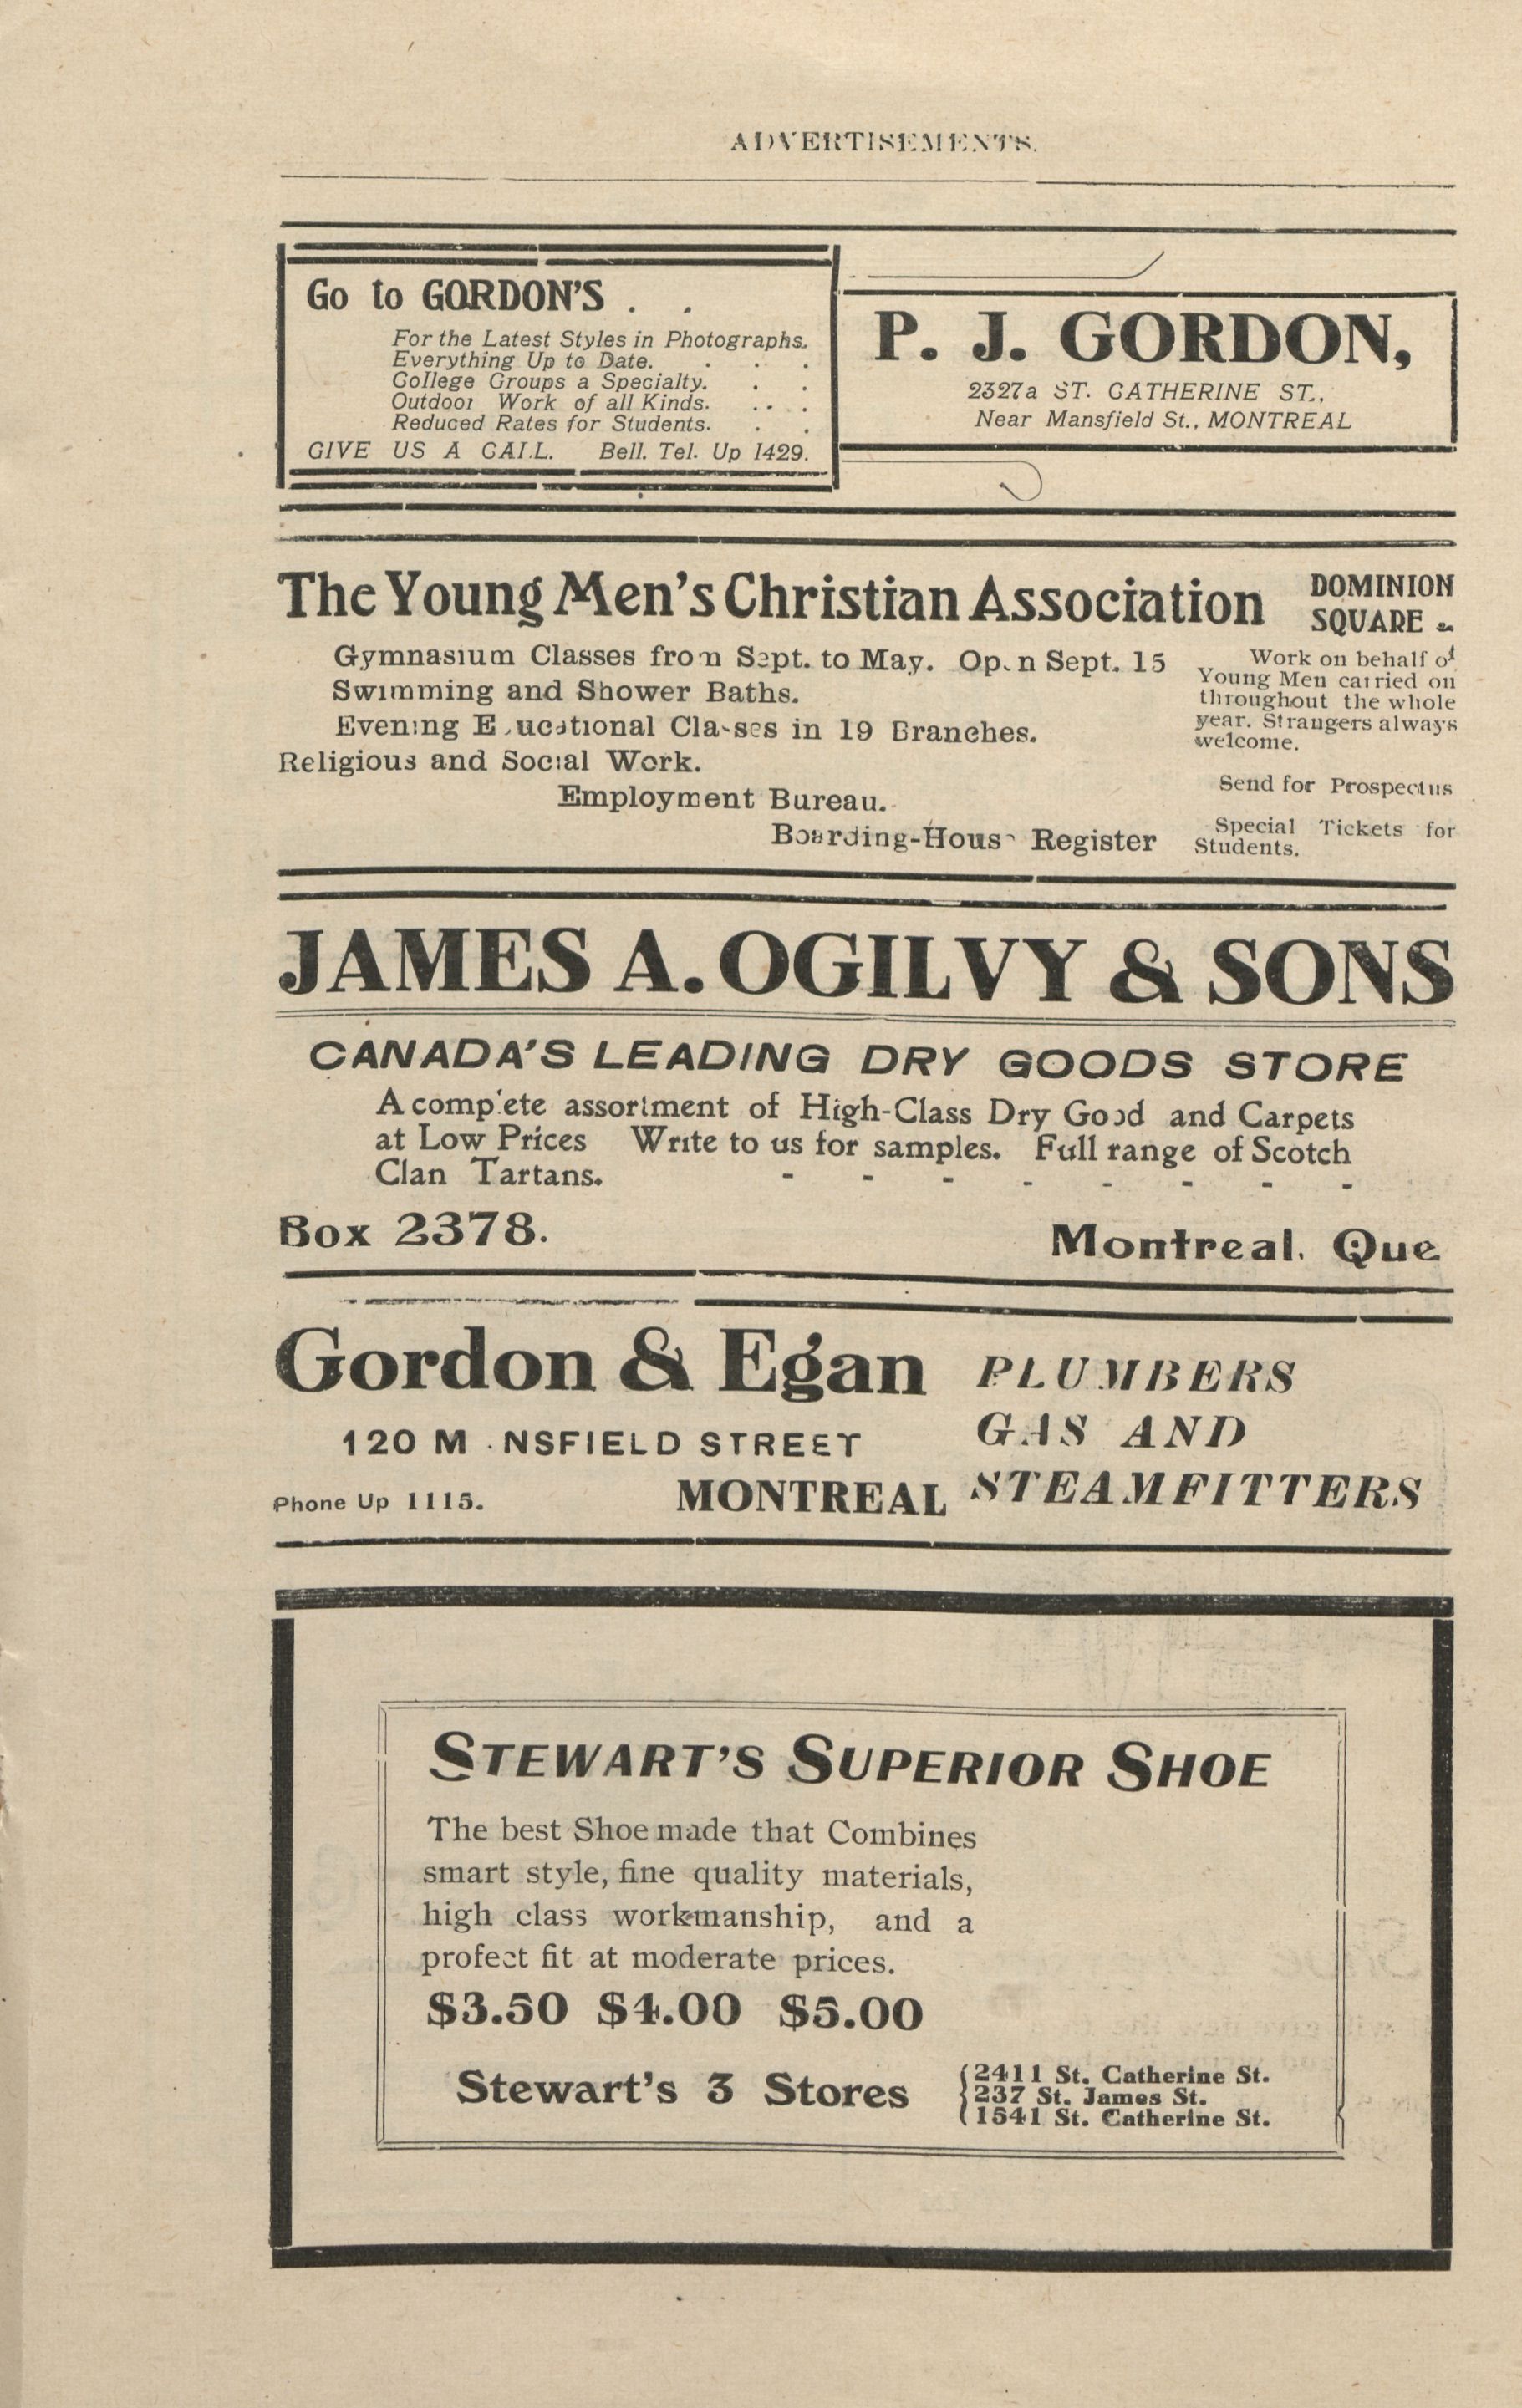 ADVERTISEMENTS.
Go to GORDON'S . .
For the Latest Styles in Photographs.
Everything Up to Date. . . .
College Groups a Specialty. . .
Outdoor Work of all Kinds. . . .
Reduced Rates for Students. . .
GIVE US A CALL. Bell. Tel. Up 1429.
P. J. GORDON,
2327a ST. CATHERINE ST.,
Near Mansfield St., MONTREAL
The Young Men's Christian Association
DOMINION
SQUARE
Gymnasium Classes from Sept. to May. Open Sept. 15
Swimming and Shower Baths.
Evening Educational Classes in 19 Branches.
Religious and Social Work.
Employment Bureau.
Boarding-House Register
Work on behalf of
Young Men carried on
throughout the whole
year. Strangers always
welcome.
Send for Prospectus
Special Tickets for
Students.
JAMES A. OGILVY & SONS
CANADA'S LEADING DRY GOODS STORE
A complete assortment of High-Class Dry Good and Carpets
at Low Prices Write to us for samples. Full range of Scotch
Clan Tartans. - - - - - - - -
Box 2378.
Montreal. Que
Gordon & Egan
120 M . NSFIELD STREET
Phone Up 1115. MONTREAL
PLUMBERS
GAS AND
STEAMFITTERS
STEWART'S SUPERIOR SHOE
The best Shoe made that Combines
smart style, fine quality materials,
high class workmanship, and a
profect fit at moderate prices.
$3.50 $4.00 $5.00
Stewart's 3 Stores
2411 St. Catherine St.
237 St. James St.
1541 St. Catherine St.